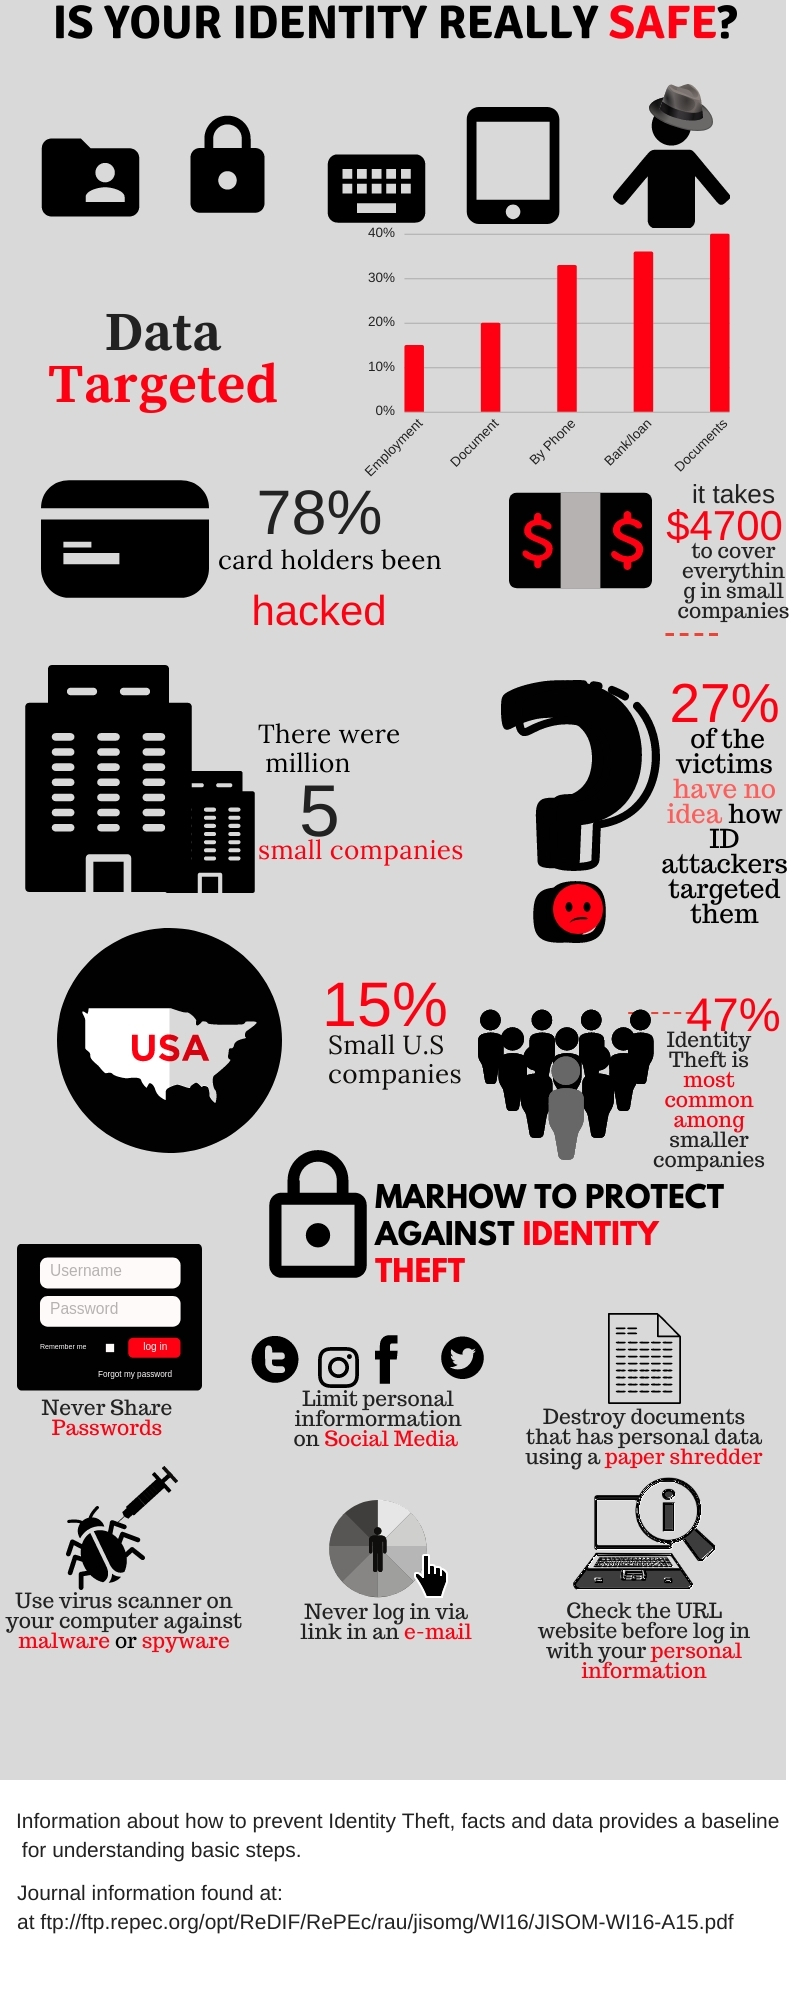 IS YOUR IDENTITY REALLY SAFE?
Data
Targeted
40%
30%
20%
10%
0%
Employment
Document
By Phone
Bank/loan
Documents
78%
card holders been
hacked
$ $
it takes
$4700
to cover
everythin
g in small
companies
There were
million
5
small companies
27%
of the
victims
have no
idea how
ID
attackers
targeted
them
USA
15%
Small U.S
companies
47%
Identity
Theft is
most
common
among
smaller
companies
MARHOW TO PROTECT
AGAINST IDENTITY
THEFT
Username
Password
Remember me
log in
Forgot my password
Never Share
Passwords
Limit personal
informormation
on Social Media
Destroy documents
that has personal data
using a paper shredder
Use virus scanner on
your computer against
malware or spyware
Never log in via
link in an e-mail
Check the URL
website before log in
with your personal
information
Information about how to prevent Identity Theft, facts and data provides a baseline
for understanding basic steps.
Journal information found at:
at ftp://ftp.repec.org/opt/ReDIF/RePEc/rau/jisomg/WI16/JISOM-WI16-A15.pdf